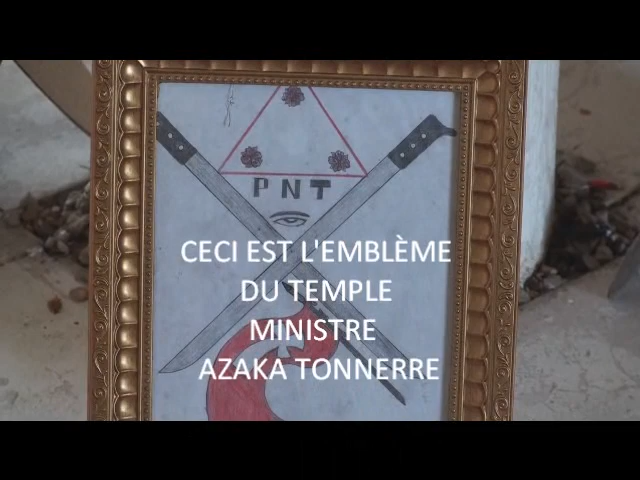 PNT
CECI EST L'EMBLÈME
DU TEMPLE
MINISTRE
AZAKA TONNERRE